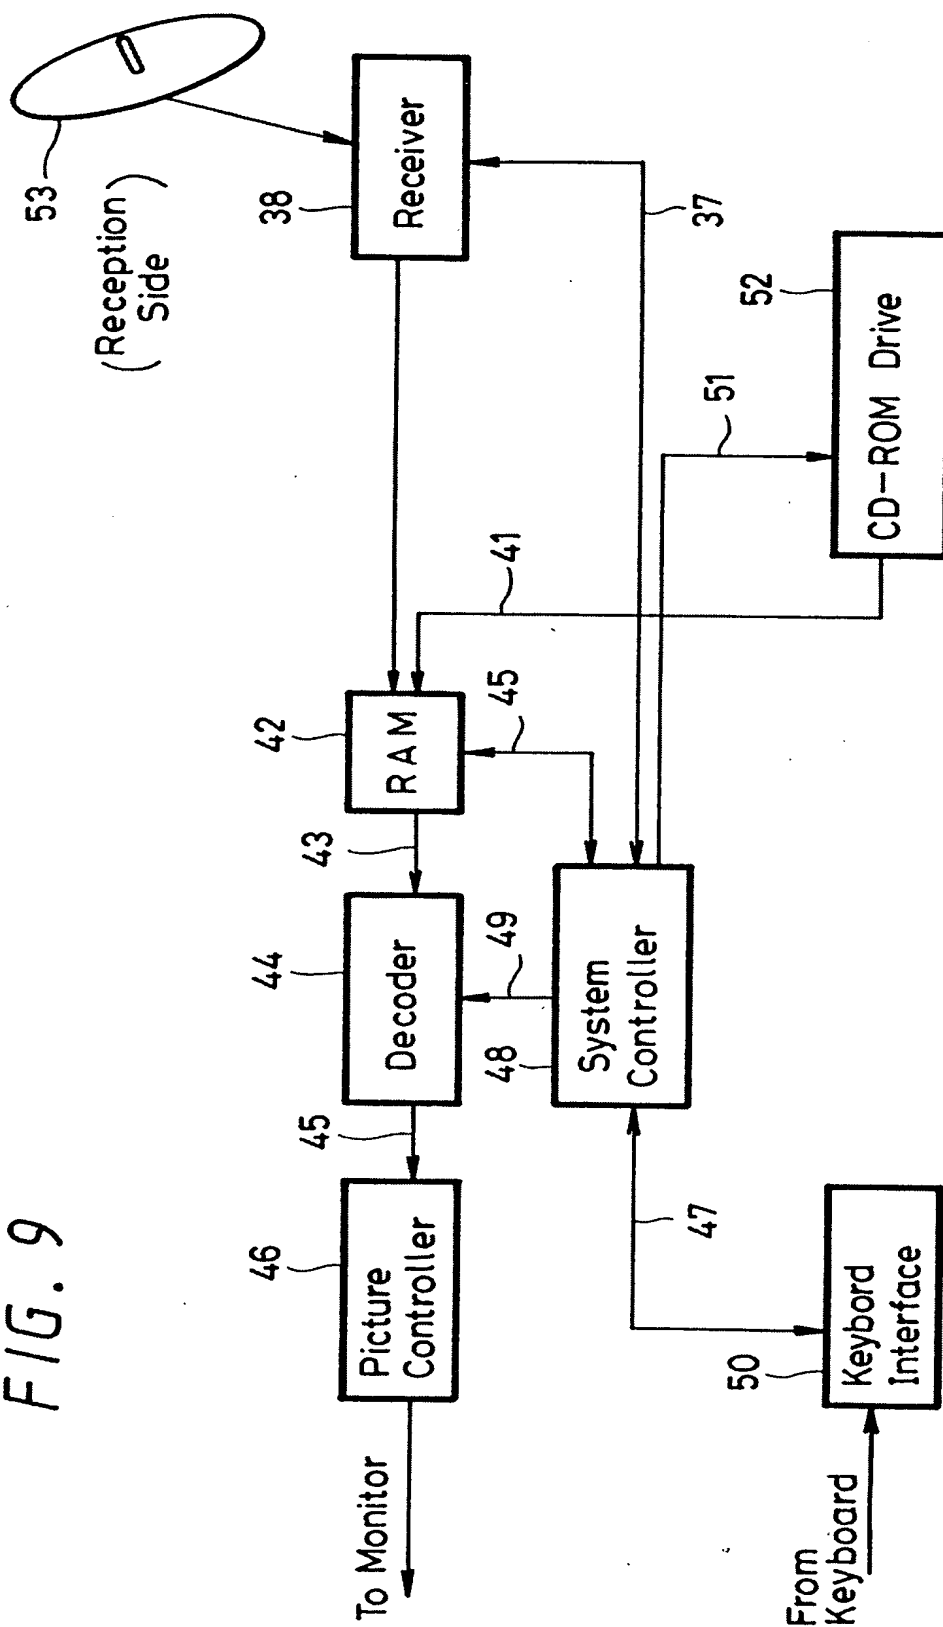 FIG. 9
(Reception
Side)
53
38
Receiver
37
52
CD-ROM Drive
51
41
42
RAM
45
43
44
Decoder
49
48
System
Controller
45
46
Picture
Controller
47
50
Keybord
Interface
To Monitor
From
Keyboard